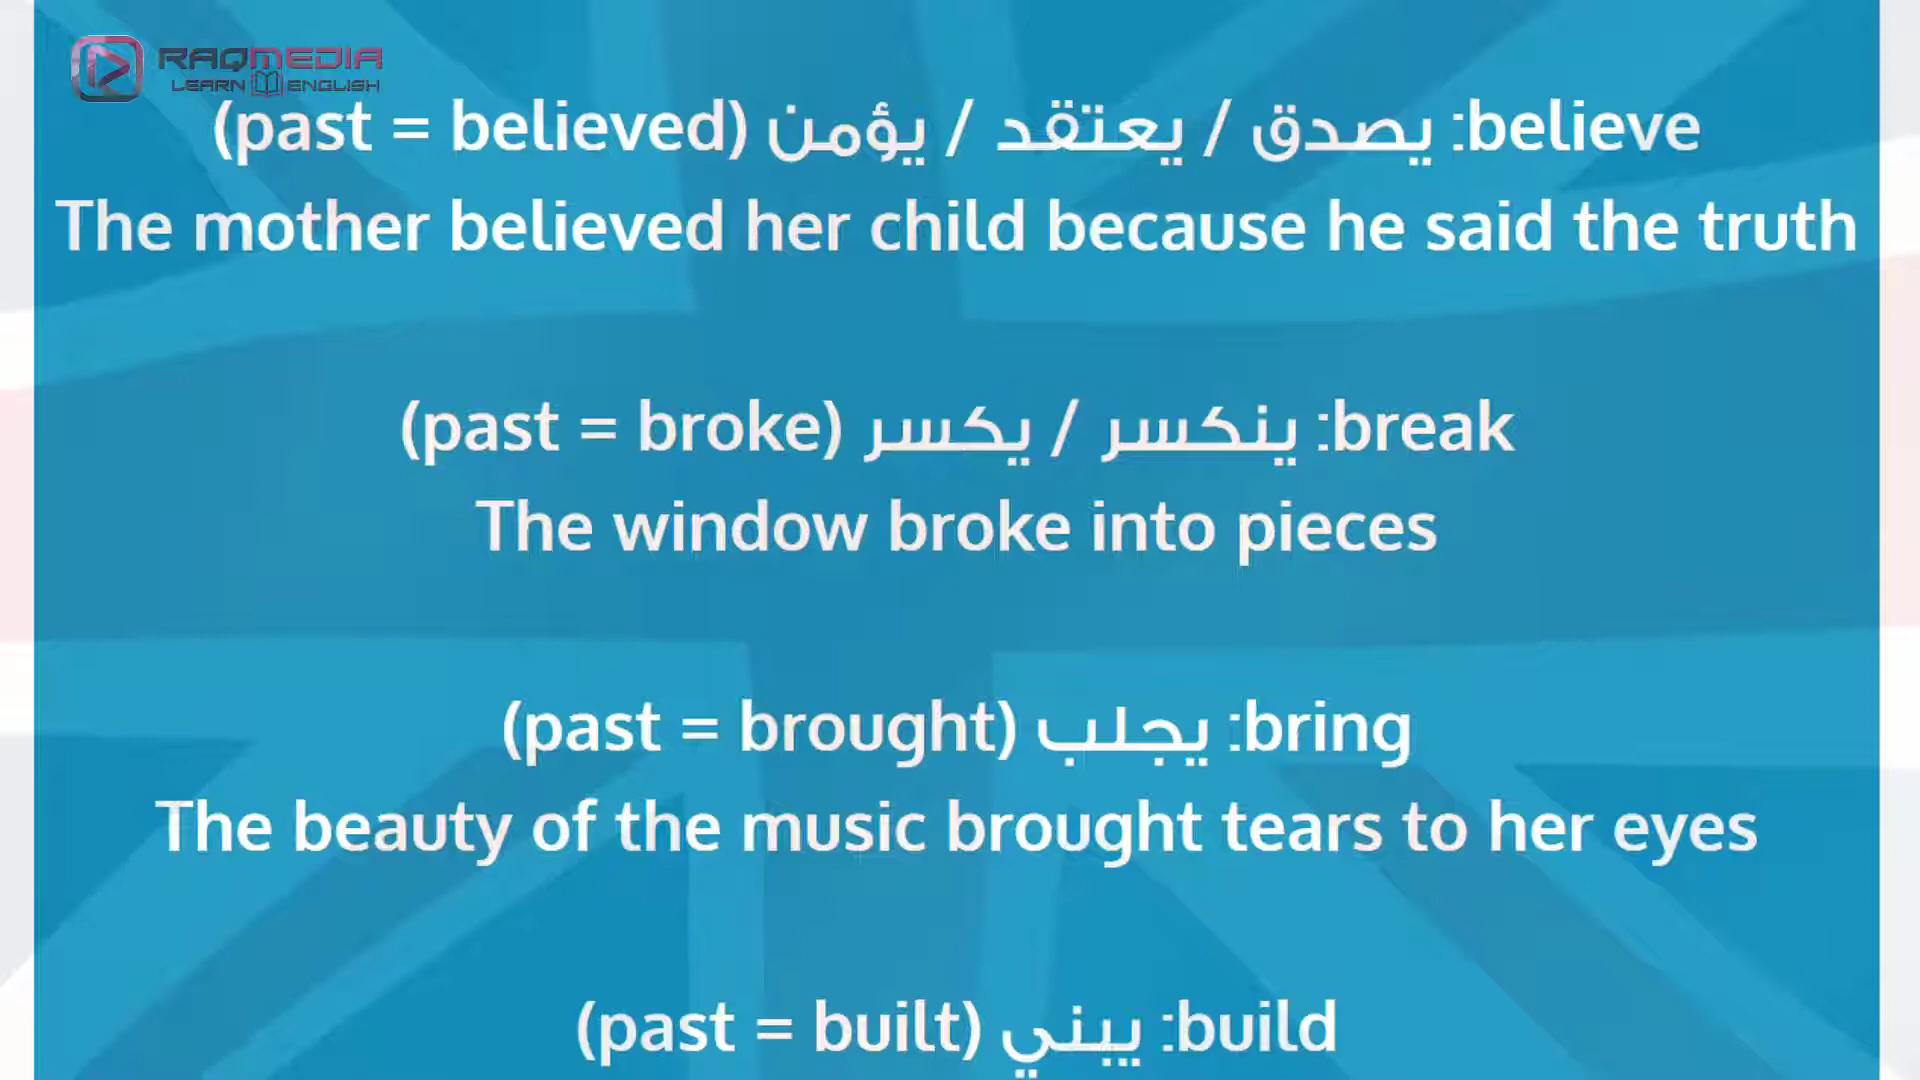 RAQMEDIA
LEARN ENGLISH
believe: يصدق / يعتقد / يؤمن (past = believed)
The mother believed her child because he said the truth
break: ينكسر / يكسر (past = broke)
The window broke into pieces
bring: يجلب (past = brought)
The beauty of the music brought tears to her eyes
build: يبني (past = built)